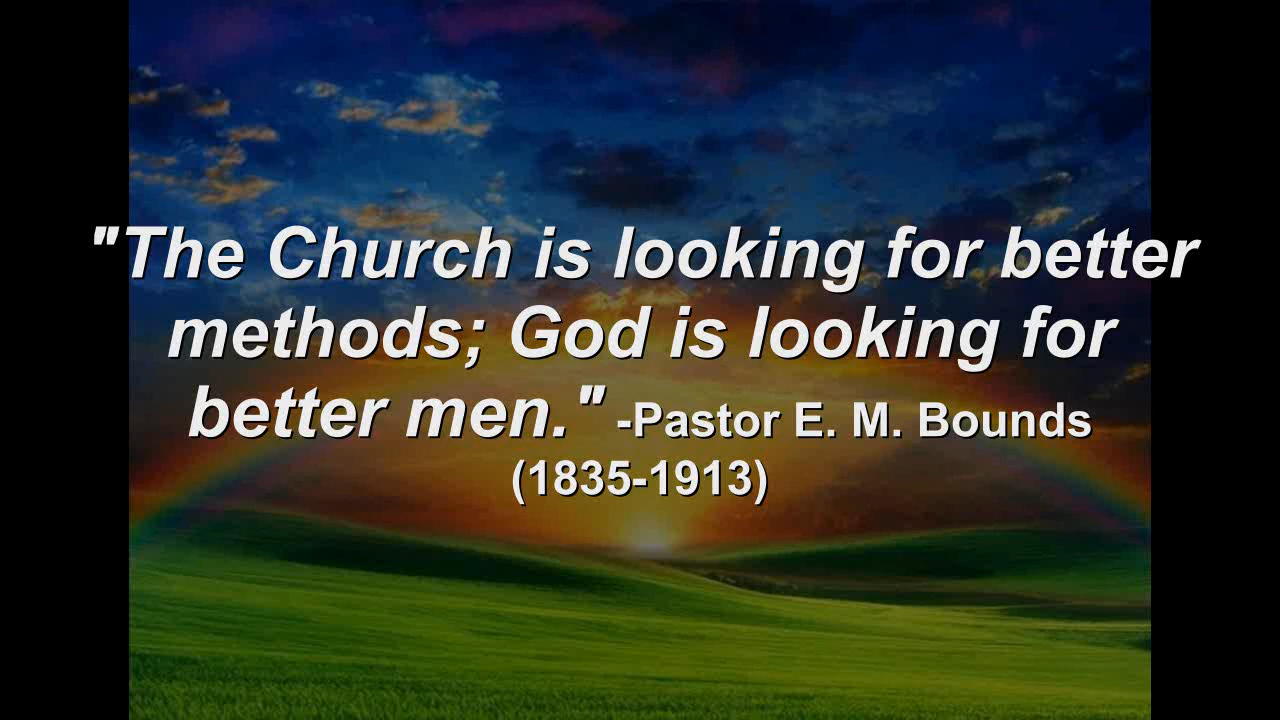 "The Church is looking for better
methods; God is looking for
better men." -Pastor E. M. Bounds
(1835-1913)